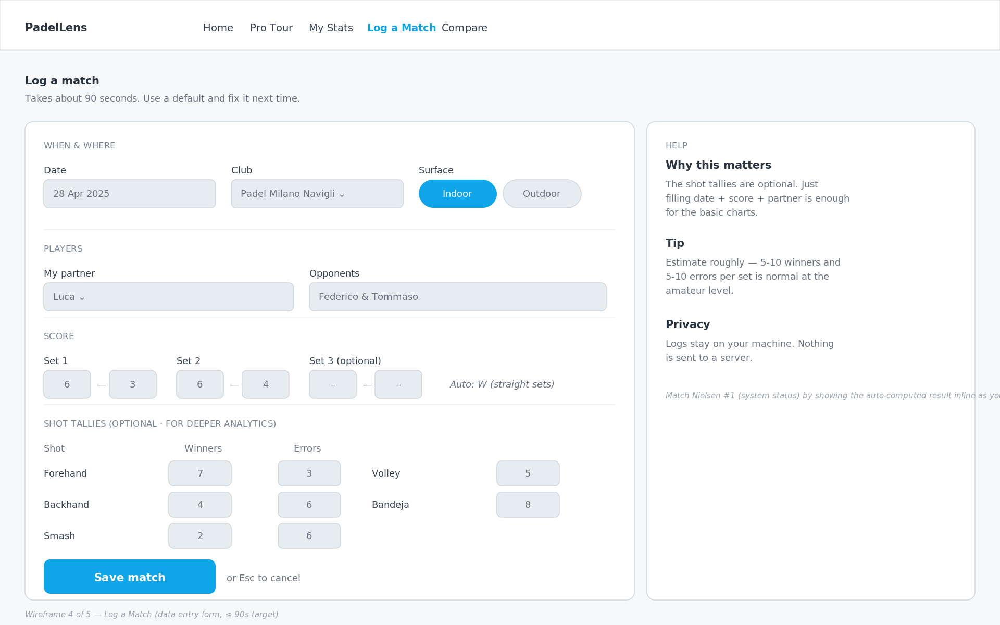 PadelLens
Home Pro Tour My Stats Log a Match Compare
Log a match
Takes about 90 seconds. Use a default and fix it next time.
WHEN & WHERE
Date Club Surface
28 Apr 2025 Padel Milano Navigli ⌄ Indoor Outdoor
PLAYERS
My partner Opponents
Luca ⌄ Federico & Tommaso
SCORE
Set 1 Set 2 Set 3 (optional)
6 — 3 6 — 4 – — – Auto: W (straight sets)
SHOT TALLIES (OPTIONAL · FOR DEEPER ANALYTICS)
Shot Winners Errors
Forehand 7 3 Volley 5
Backhand 4 6 Bandeja 8
Smash 2 6
Save match or Esc to cancel
HELP
Why this matters
The shot tallies are optional. Just
filling date + score + partner is enough
for the basic charts.
Tip
Estimate roughly — 5-10 winners and
5-10 errors per set is normal at the
amateur level.
Privacy
Logs stay on your machine. Nothing
is sent to a server.
Match Nielsen #1 (system status) by showing the auto-computed result inline as
Wireframe 4 of 5 — Log a Match (data entry form, ≤ 90s target)